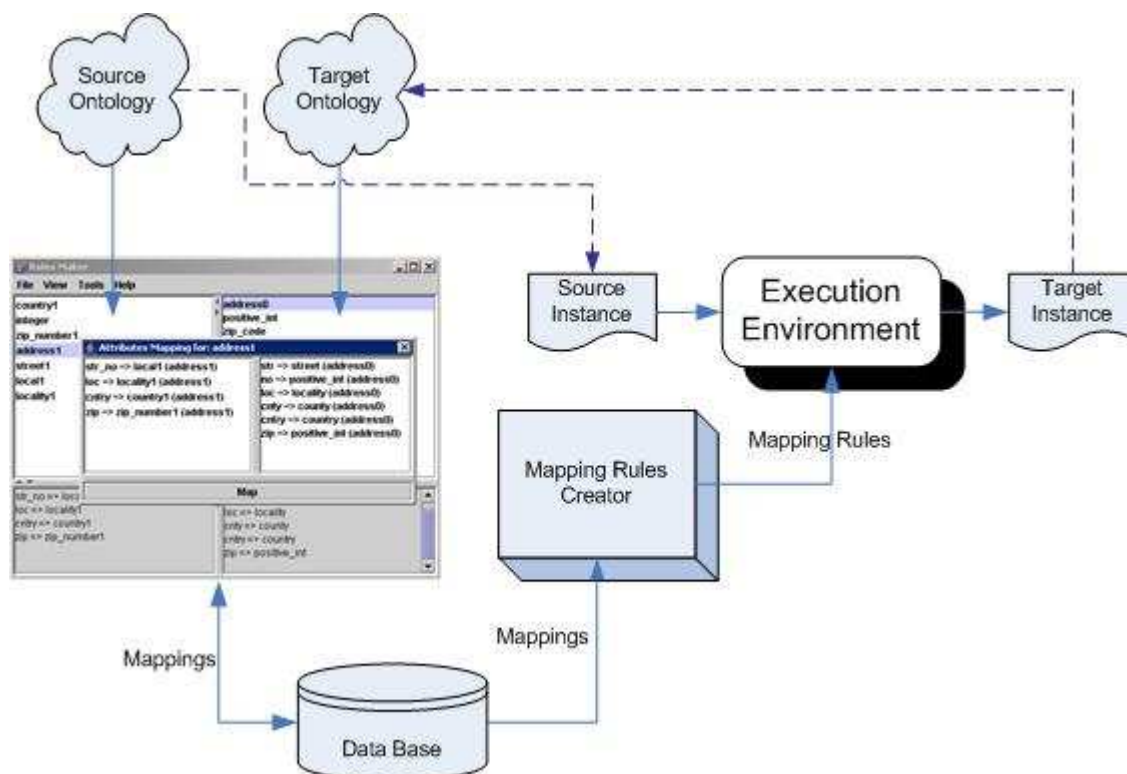 Source
Ontology
Target
Ontology
Rules Maker
File View Tools Help
country1
integer
zip_number1
address1
street1
local1
locality1
address0
positive_int
zip_code
Attributes Mapping for: address1
str_no => local1 (address1)
loc => locality1 (address1)
cntry => country1 (address1)
zip => zip_number1 (address1)
str => street (address0)
no => positive_int (address0)
loc => locality (address0)
cnty => county (address0)
cntry => country (address0)
zip => positive_int (address0)
Map
str_no => loca
loc => locality1
cntry => country1
zip => zip_number1
loc => locality
cnty => county
cntry => country
zip => positive_int
Source
Instance
Execution
Environment
Target
Instance
Mapping Rules
Mapping Rules
Creator
Mappings
Mappings
Data Base